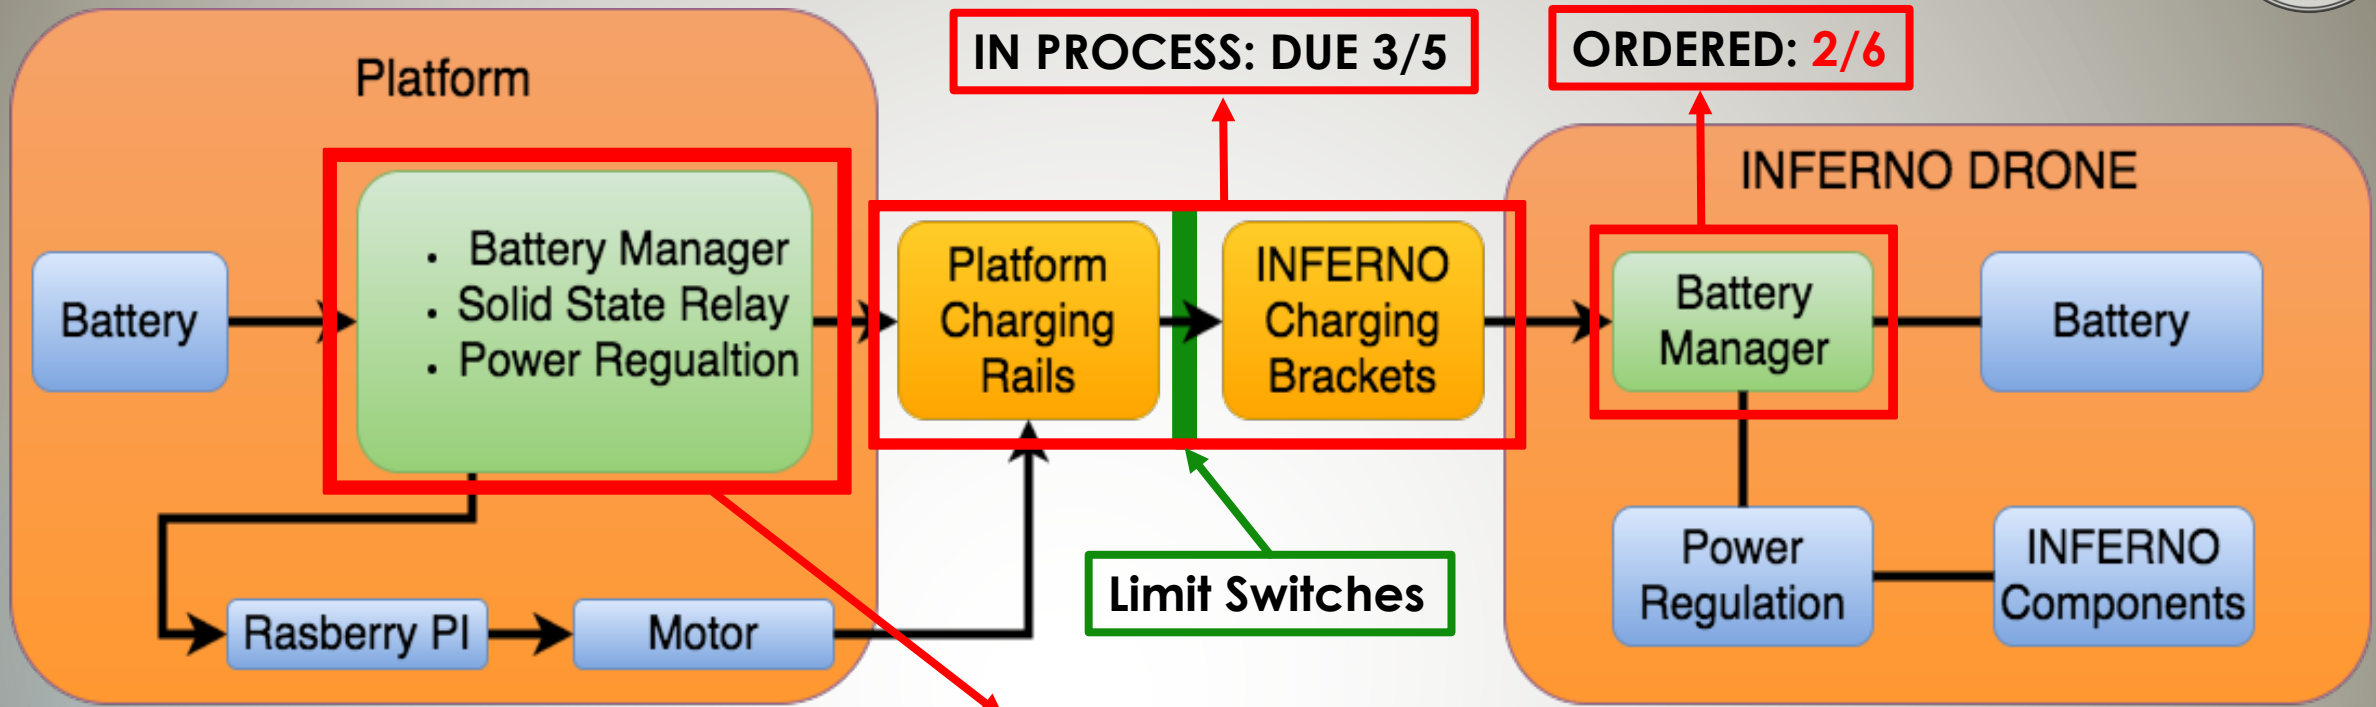 Platform
IN PROCESS: DUE 3/5
ORDERED: 2/6
INFERNO DRONE
Battery
• Battery Manager
• Solid State Relay
• Power Regualtion
Platform
Charging
Rails
INFERNO
Charging
Brackets
Battery
Manager
Battery
Rasberry PI
Motor
Limit Switches
Power
Regulation
INFERNO
Components